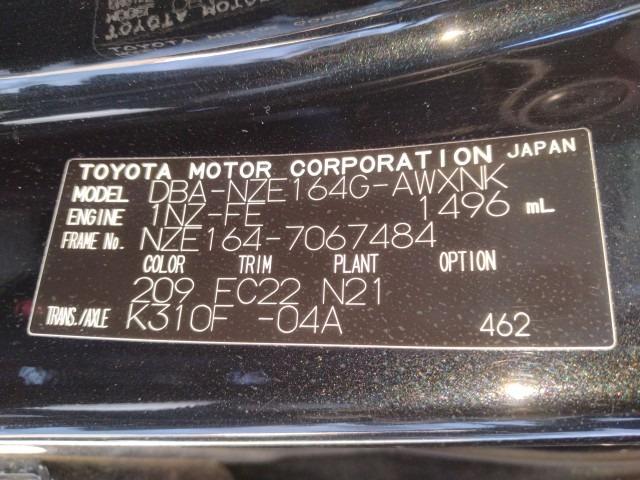 TOYOTA MOTOR CORPORATION JAPAN
MODEL DBA-NZE164G-AWXNK
ENGINE 1NZ-FE 1496 mL
FRAME No. NZE164-7067484
COLOR TRIM PLANT OPTION
209 FC22 N21
TRANS./AXLE K310F -04A 462